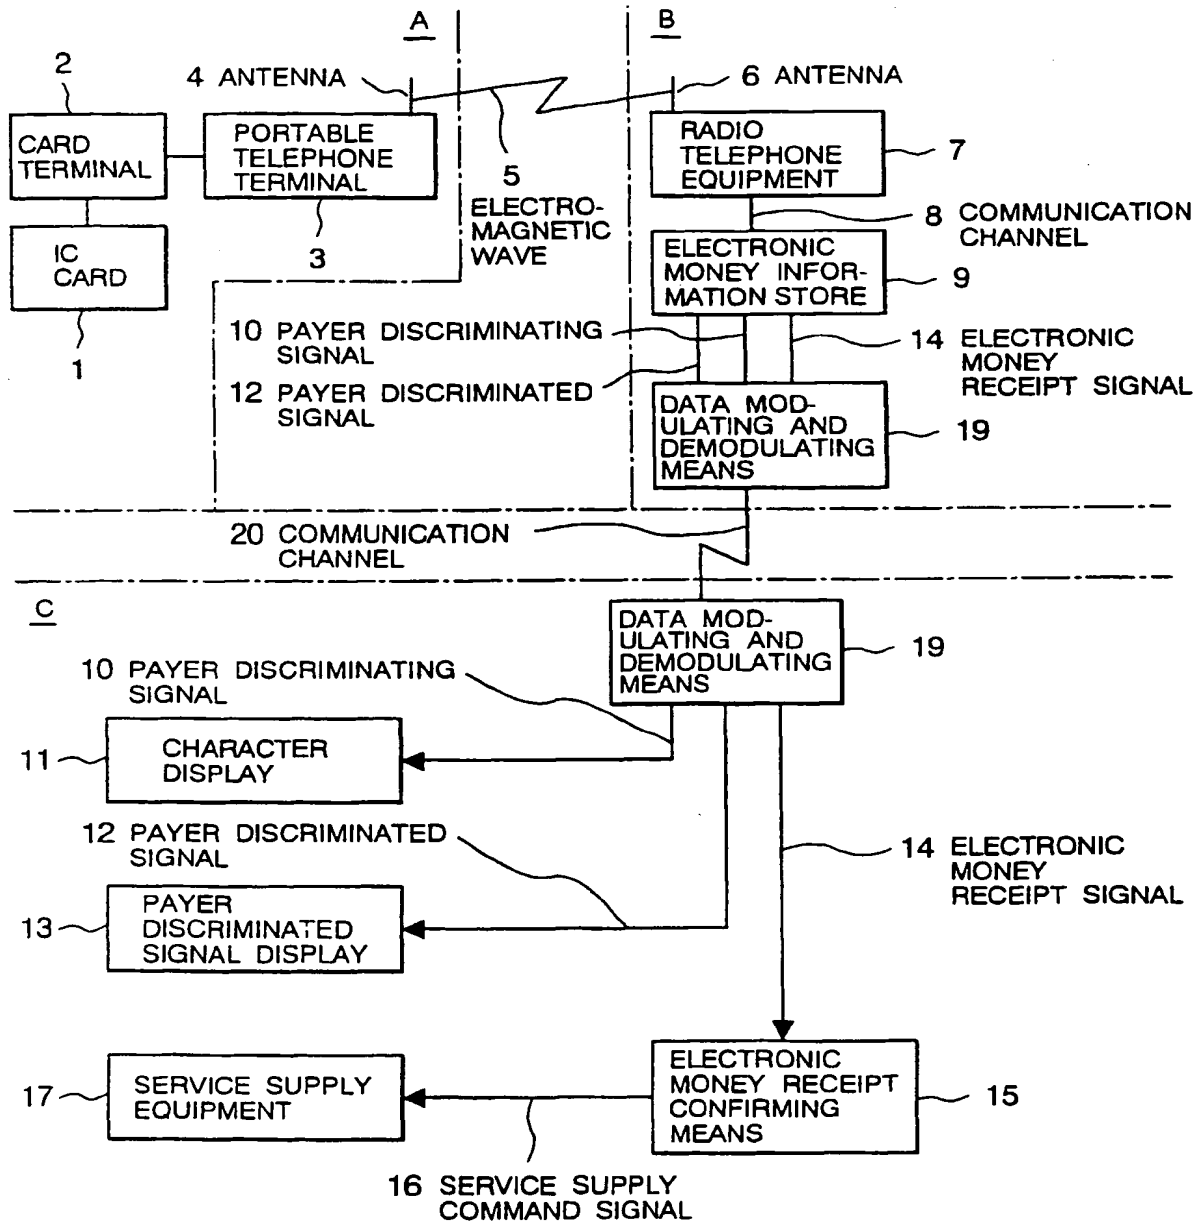 A
B
2
4 ANTENNA
6 ANTENNA
CARD
TERMINAL
PORTABLE
TELEPHONE
TERMINAL
5
ELECTRO-
MAGNETIC
WAVE
RADIO
TELEPHONE
EQUIPMENT
7
8 COMMUNICATION
CHANNEL
IC
CARD
3
1
ELECTRONIC
MONEY INFOR-
MATION STORE
9
10 PAYER DISCRIMINATING
SIGNAL
12 PAYER DISCRIMINATED
SIGNAL
14 ELECTRONIC
MONEY
RECEIPT SIGNAL
DATA MOD-
ULATING AND
DEMODULATING
MEANS
19
20 COMMUNICATION
CHANNEL
C
DATA MOD-
ULATING AND
DEMODULATING
MEANS
19
10 PAYER DISCRIMINATING
SIGNAL
11
CHARACTER
DISPLAY
12 PAYER DISCRIMINATED
SIGNAL
14 ELECTRONIC
MONEY
RECEIPT SIGNAL
13
PAYER
DISCRIMINATED
SIGNAL DISPLAY
17
SERVICE SUPPLY
EQUIPMENT
ELECTRONIC
MONEY RECEIPT
CONFIRMING
MEANS
15
16 SERVICE SUPPLY
COMMAND SIGNAL